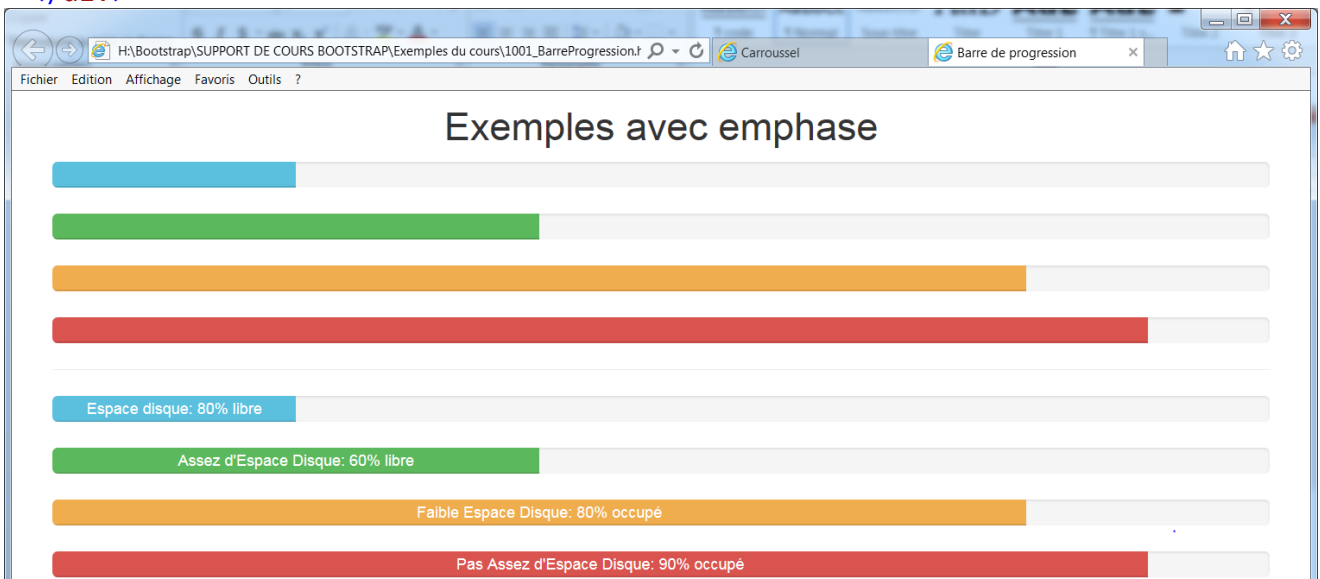 H:\Bootstrap\SUPPORT DE COURS BOOTSTRAP\Exemples du cours\1001_BarreProgression.h
Carroussel
Barre de progression
Fichier Edition Affichage Favoris Outils ?
Exemples avec emphase
Espace disque: 80% libre
Assez d'Espace Disque: 60% libre
Faible Espace Disque: 80% occupé
Pas Assez d'Espace Disque: 90% occupé